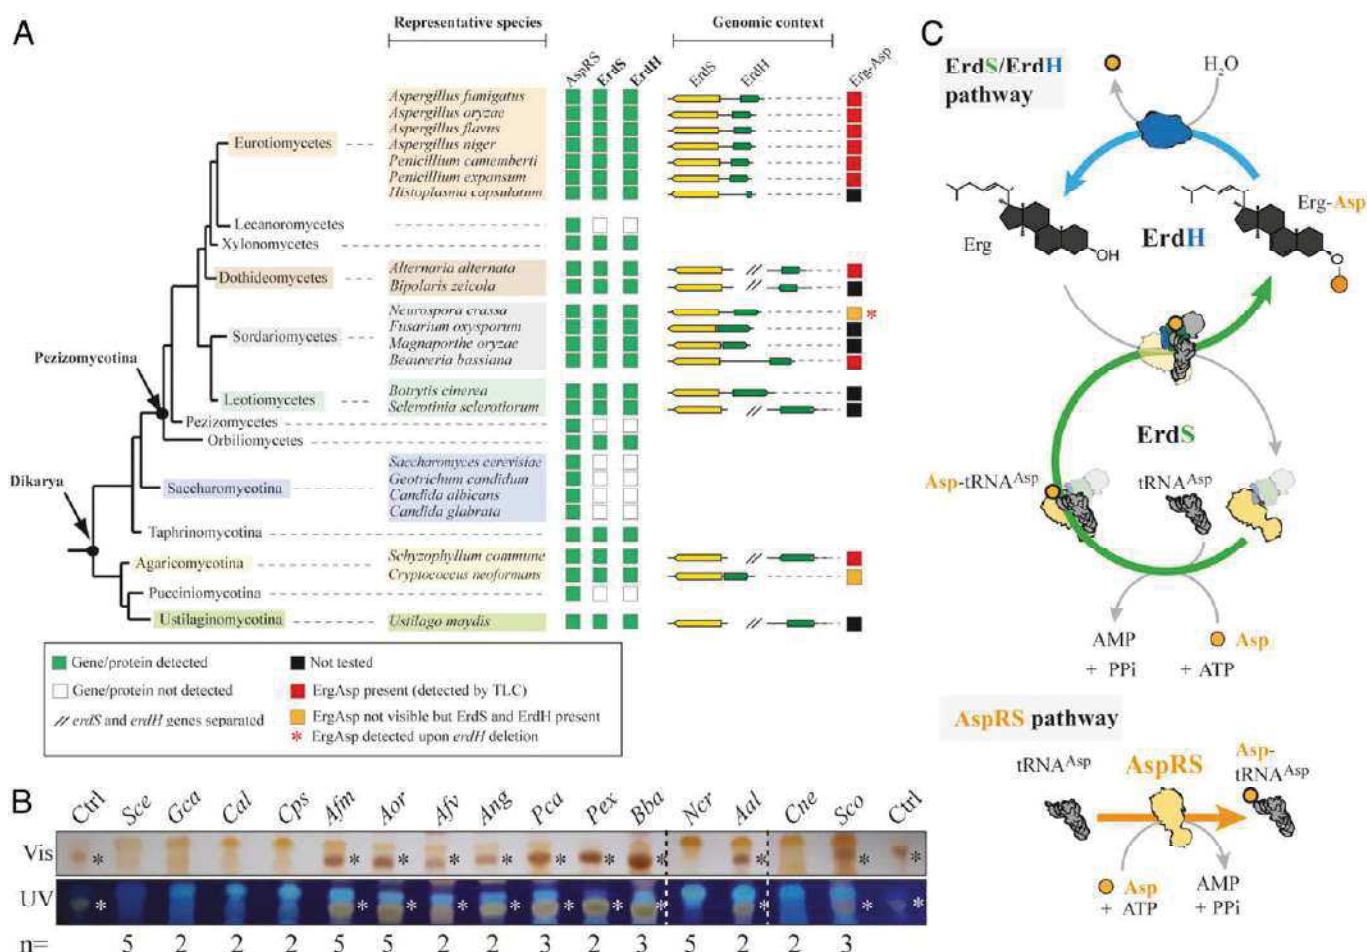 A
Representative species
Genomic context
AspRS
ErdS
ErdH
ErdS
ErdH
Erg-Asp
Eurotiomycetes
Aspergillus fumigatus
Aspergillus oryzae
Aspergillus flavus
Aspergillus niger
Penicillium camemberti
Penicillium expansum
Histoplasma capsulatum
Lecanoromycetes
Xylonomycetes
Dothideomycetes
Alternaria alternata
Bipolaris zeicola
Sordariomycetes
Neurospora crassa
*
Fusarium oxysporum
Magnaporthe oryzae
Beauveria bassiana
Pezizomycotina
Leotiomycetes
Botrytis cinerea
Sclerotinia sclerotiorum
Pezizomycetes
Orbiliomycetes
Dikarya
Saccharomycotina
Saccharomyces cerevisiae
Geotrichum candidum
Candida albicans
Candida glabrata
Taphrinomycotina
Agaricomycotina
Schyzophyllum commune
Cryptococcus neoformans
Pucciniomycotina
Ustilaginomycotina
Ustilago maydis
Gene/protein detected
Gene/protein not detected
// erdS and erdH genes separated
Not tested
ErgAsp present (detected by TLC)
ErgAsp not visible but ErdS and ErdH present
* ErgAsp detected upon erdH deletion
B
Ctrl Sce Gca Cal Cps Afm Aor Afv Ang Pca Pex Bba Ncr Aal Cne Sco Ctrl
Vis * * * * * * * * * * *
UV * * * * * * * * * * *
n= 5 2 2 2 5 5 2 2 3 2 3 5 2 2 3
C
ErdS/ErdH
pathway
H2O
Erg
OH
ErdH
Erg-Asp
O
ErdS
Asp-tRNAAsp
tRNAAsp
AMP
+ PPi
Asp
+ ATP
AspRS pathway
tRNAAsp
AspRS
Asp-
tRNAAsp
Asp
+ ATP
AMP
+ PPi